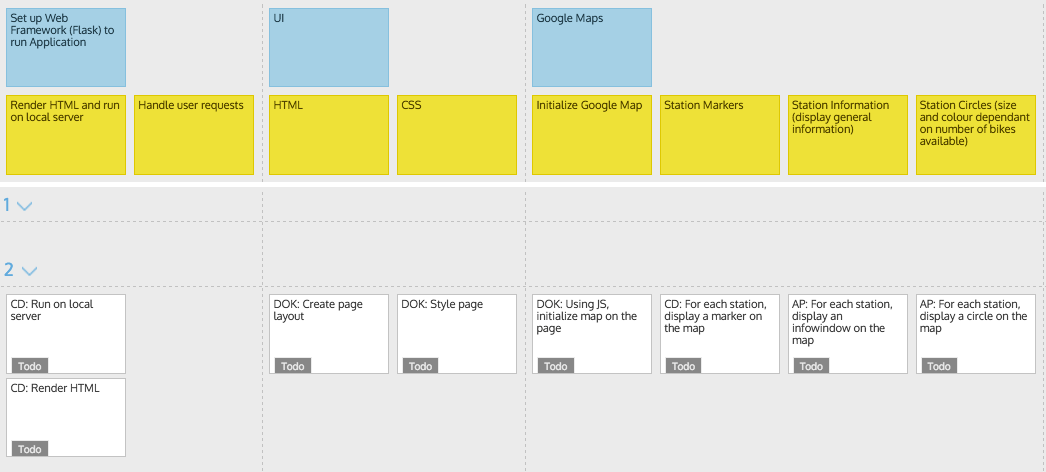 Set up Web
Framework (Flask) to
run Application
UI
Google Maps
Render HTML and run
on local server
Handle user requests
HTML
CSS
Initialize Google Map
Station Markers
Station Information
(display general
information)
Station Circles (size
and colour dependant
on number of bikes
available)
1
2
CD: Run on local
server
Todo
DOK: Create page
layout
Todo
DOK: Style page
Todo
DOK: Using JS,
initialize map on the
page
Todo
CD: For each station,
display a marker on
the map
Todo
AP: For each station,
display an
infowindow on the
map
Todo
AP: For each station,
display a circle on the
map
Todo
CD: Render HTML
Todo